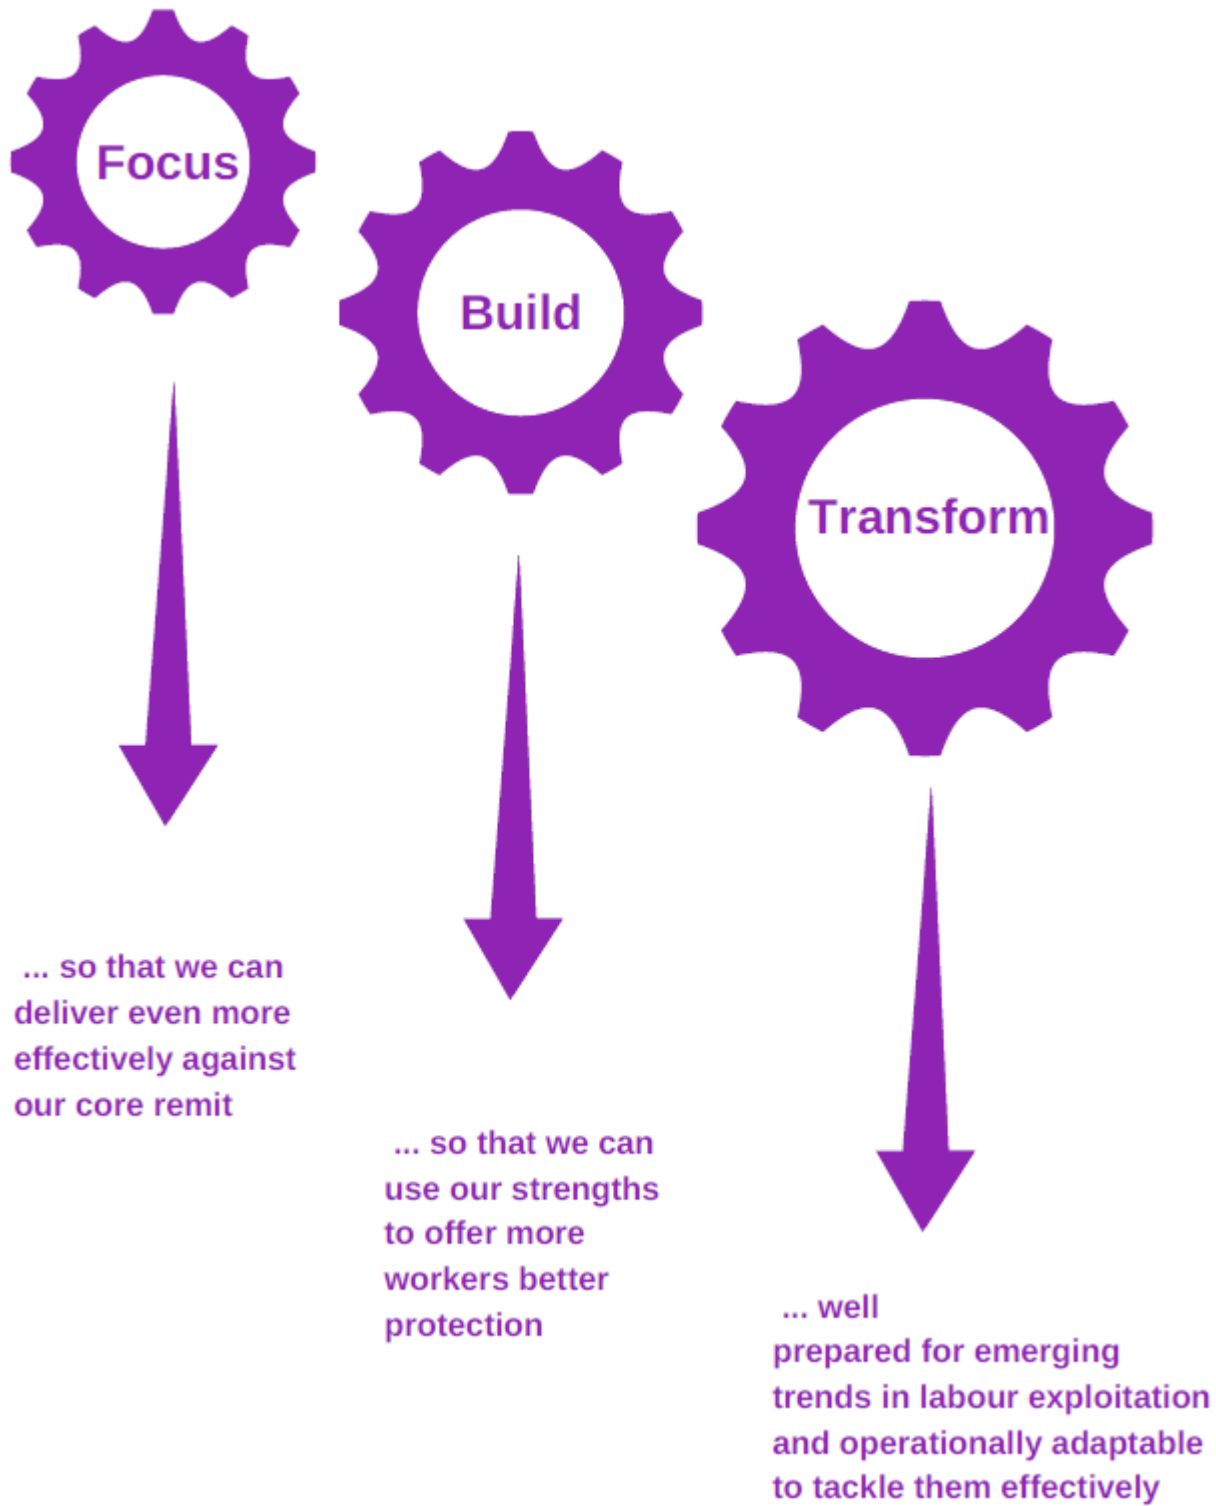 Focus
Build
Transform
... so that we can
deliver even more
effectively against
our core remit
... so that we can
use our strengths
to offer more
workers better
protection
... well
prepared for emerging
trends in labour exploitation
and operationally adaptable
to tackle them effectively